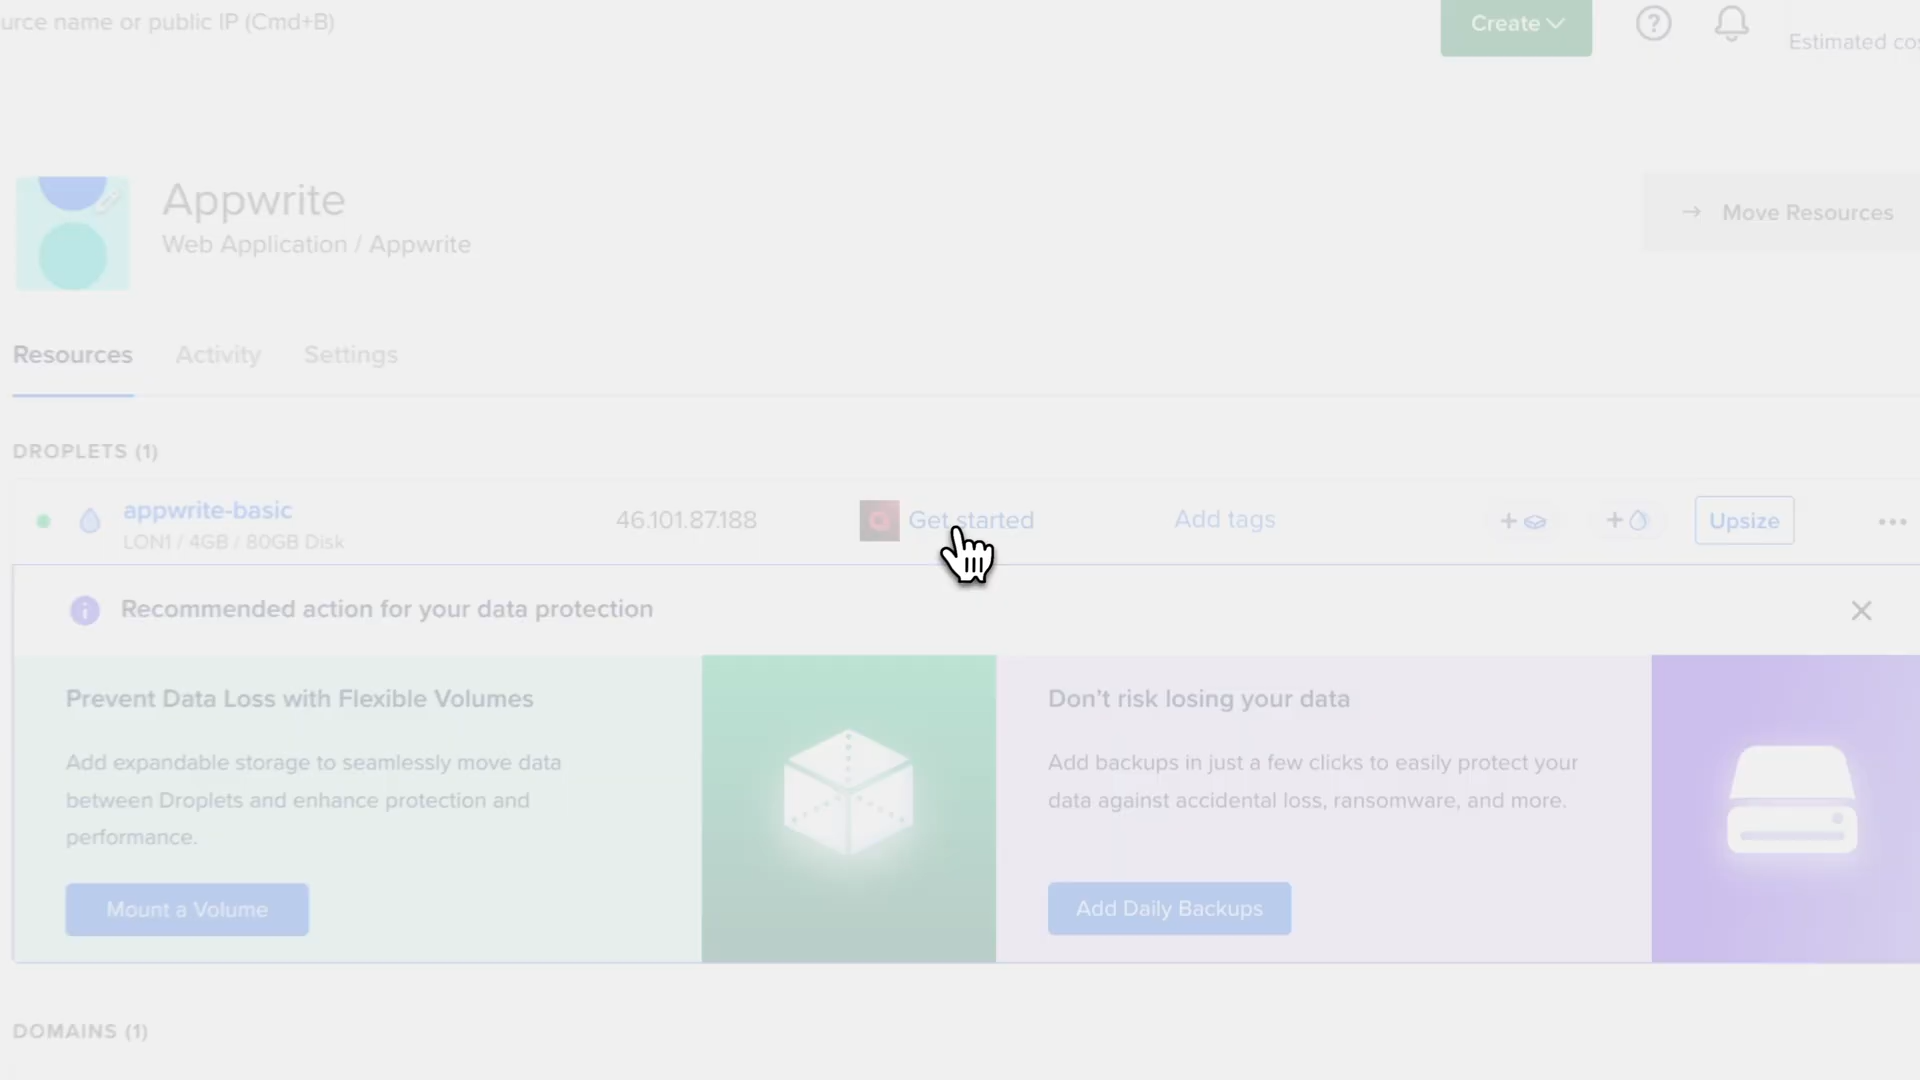 urce name or public IP (Cmd+B)
Create
Estimated cos
Appwrite
Web Application / Appwrite
Move Resources
Resources
Activity
Settings
DROPLETS (1)
appwrite-basic
LON1 / 4GB / 80GB Disk
46.101.87.188
Get started
Add tags
Upsize
Recommended action for your data protection
Prevent Data Loss with Flexible Volumes
Add expandable storage to seamlessly move data
between Droplets and enhance protection and
performance.
Mount a Volume
Don’t risk losing your data
Add backups in just a few clicks to easily protect your
data against accidental loss, ransomware, and more.
Add Daily Backups
DOMAINS (1)